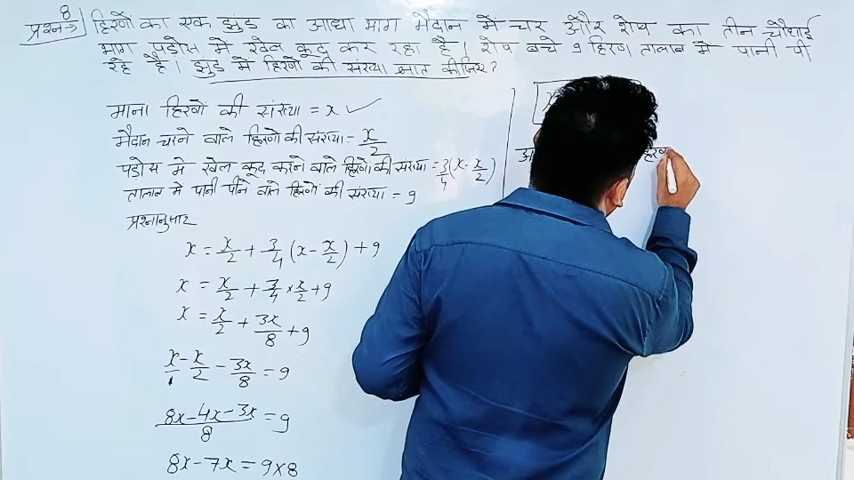 प्रश्न 8→ हिरणों का एक झुंड का आधा भाग मैदान में चर और शेष का तीन चौथाई
भाग पडोस में खेल कूद कर रहा है। शेष बचे 9 हिरण तालाब में पानी पी
रहे हैं। झुंड में हिरणों की संख्या ज्ञात कीजिए?
माना हिरणों की संख्या = x ✓
मैदान चरने वाले हिरणों की संख्या = x/2
पडोस में खेल कूद करने वाले हिरणों की संख्या = 3/4 (x - x/2)
तालाब में पानी पीने वाले हिरणों की संख्या = 9
प्रश्नानुसार
x = x/2 + 3/4 (x - x/2) + 9
x = x/2 + 3/4 × x/2 + 9
x = x/2 + 3x/8 + 9
x/1 - x/2 - 3x/8 = 9
8x - 4x - 3x / 8 = 9
8x - 7x = 9 × 8